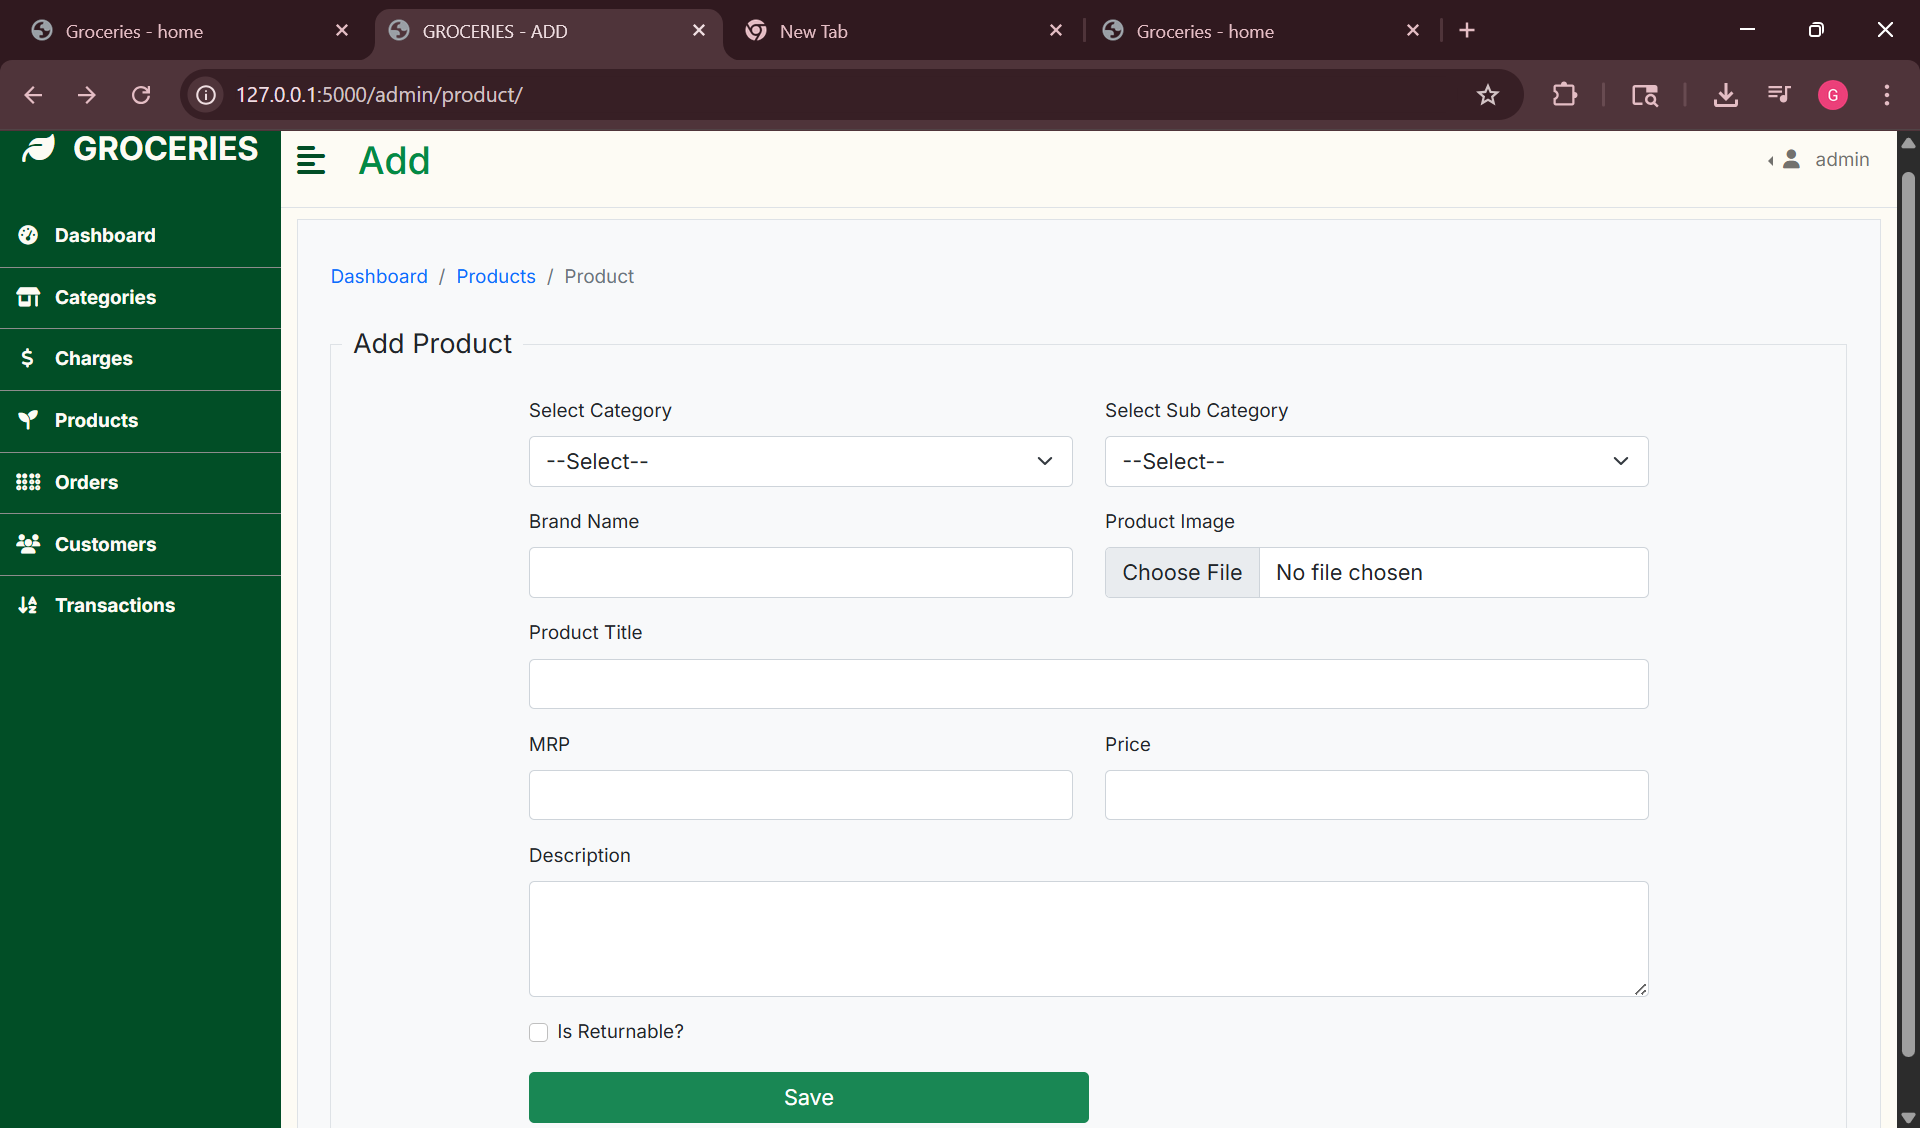 Groceries - home
GROCERIES - ADD
New Tab
Groceries - home
127.0.0.1:5000/admin/product/
G
GROCERIES
Add
admin
Dashboard
Categories
Charges
Products
Orders
Customers
Transactions
Dashboard / Products / Product
Add Product
Select Category
Select Sub Category
--Select--
--Select--
Brand Name
Product Image
Choose File
No file chosen
Product Title
MRP
Price
Description
Is Returnable?
Save